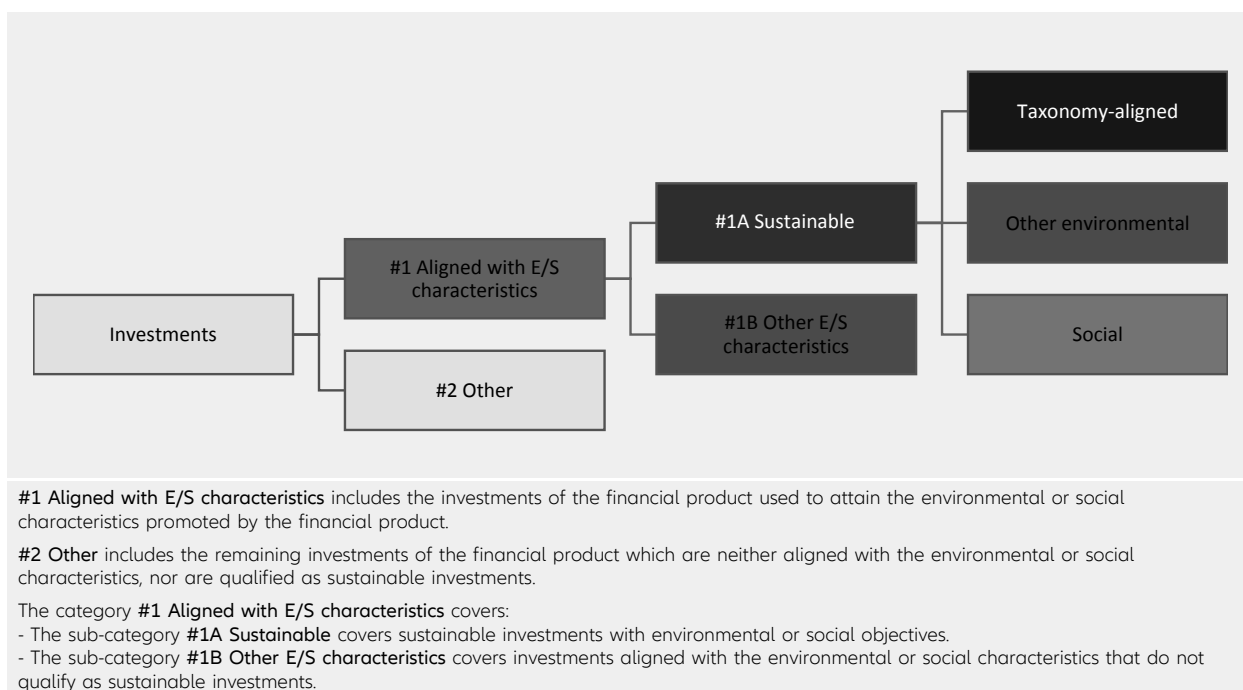 Taxonomy-aligned
#1A Sustainable
Other environmental
#1 Aligned with E/S
characteristics
Investments
#1B Other E/S
characteristics
Social
#2 Other
#1 Aligned with E/S characteristics includes the investments of the financial product used to attain the environmental or social
characteristics promoted by the financial product.
#2 Other includes the remaining investments of the financial product which are neither aligned with the environmental or social
characteristics, nor are qualified as sustainable investments.
The category #1 Aligned with E/S characteristics covers:
- The sub-category #1A Sustainable covers sustainable investments with environmental or social objectives.
- The sub-category #1B Other E/S characteristics covers investments aligned with the environmental or social characteristics that do not
qualify as sustainable investments.